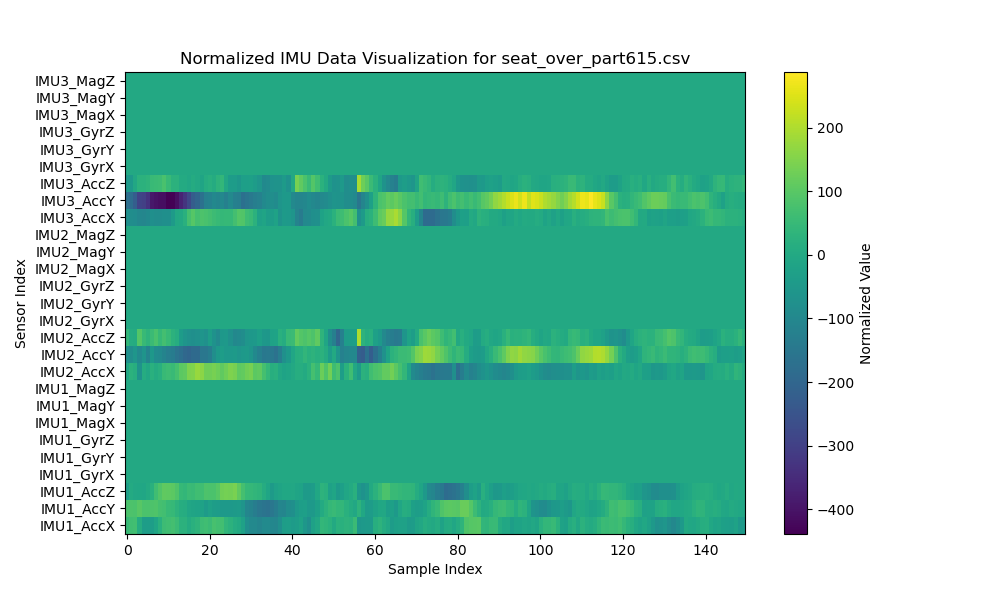 Normalized IMU Data Visualization for seat_over_part615.csv
IMU3_MagZ
IMU3_MagY
IMU3_MagX
IMU3_GyrZ
IMU3_GyrY
IMU3_GyrX
IMU3_AccZ
IMU3_AccY
IMU3_AccX
IMU2_MagZ
IMU2_MagY
IMU2_MagX
IMU2_GyrZ
IMU2_GyrY
IMU2_GyrX
IMU2_AccZ
IMU2_AccY
IMU2_AccX
IMU1_MagZ
IMU1_MagY
IMU1_MagX
IMU1_GyrZ
IMU1_GyrY
IMU1_GyrX
IMU1_AccZ
IMU1_AccY
IMU1_AccX
Sensor Index
0 20 40 60 80 100 120 140
Sample Index
200
100
0
−100
−200
−300
−400
Normalized Value